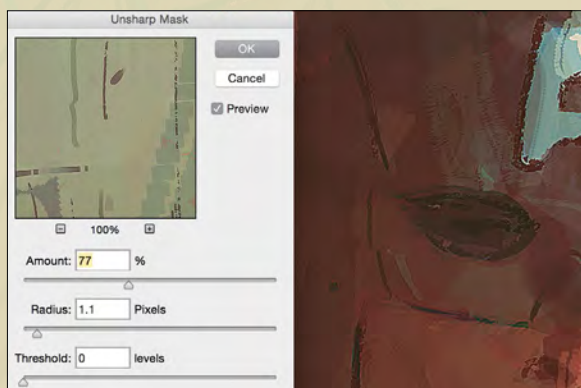 Unsharp Mask
OK
Cancel
Preview
100%
Amount: 77 %
Radius: 1.1 Pixels
Threshold: 0 levels